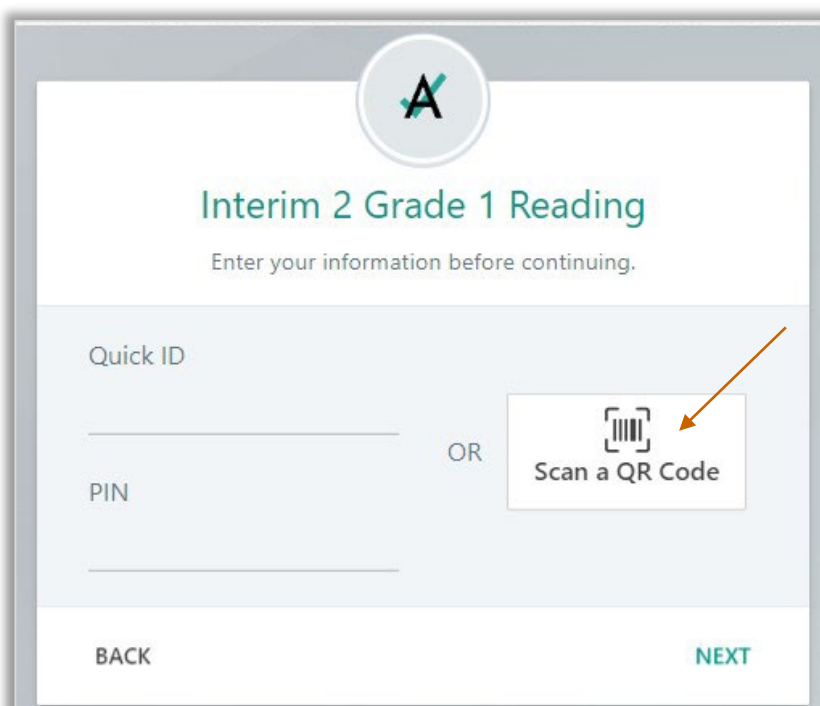 A
Interim 2 Grade 1 Reading
Enter your information before continuing.
Quick ID
OR
Scan a QR Code
PIN
BACK
NEXT